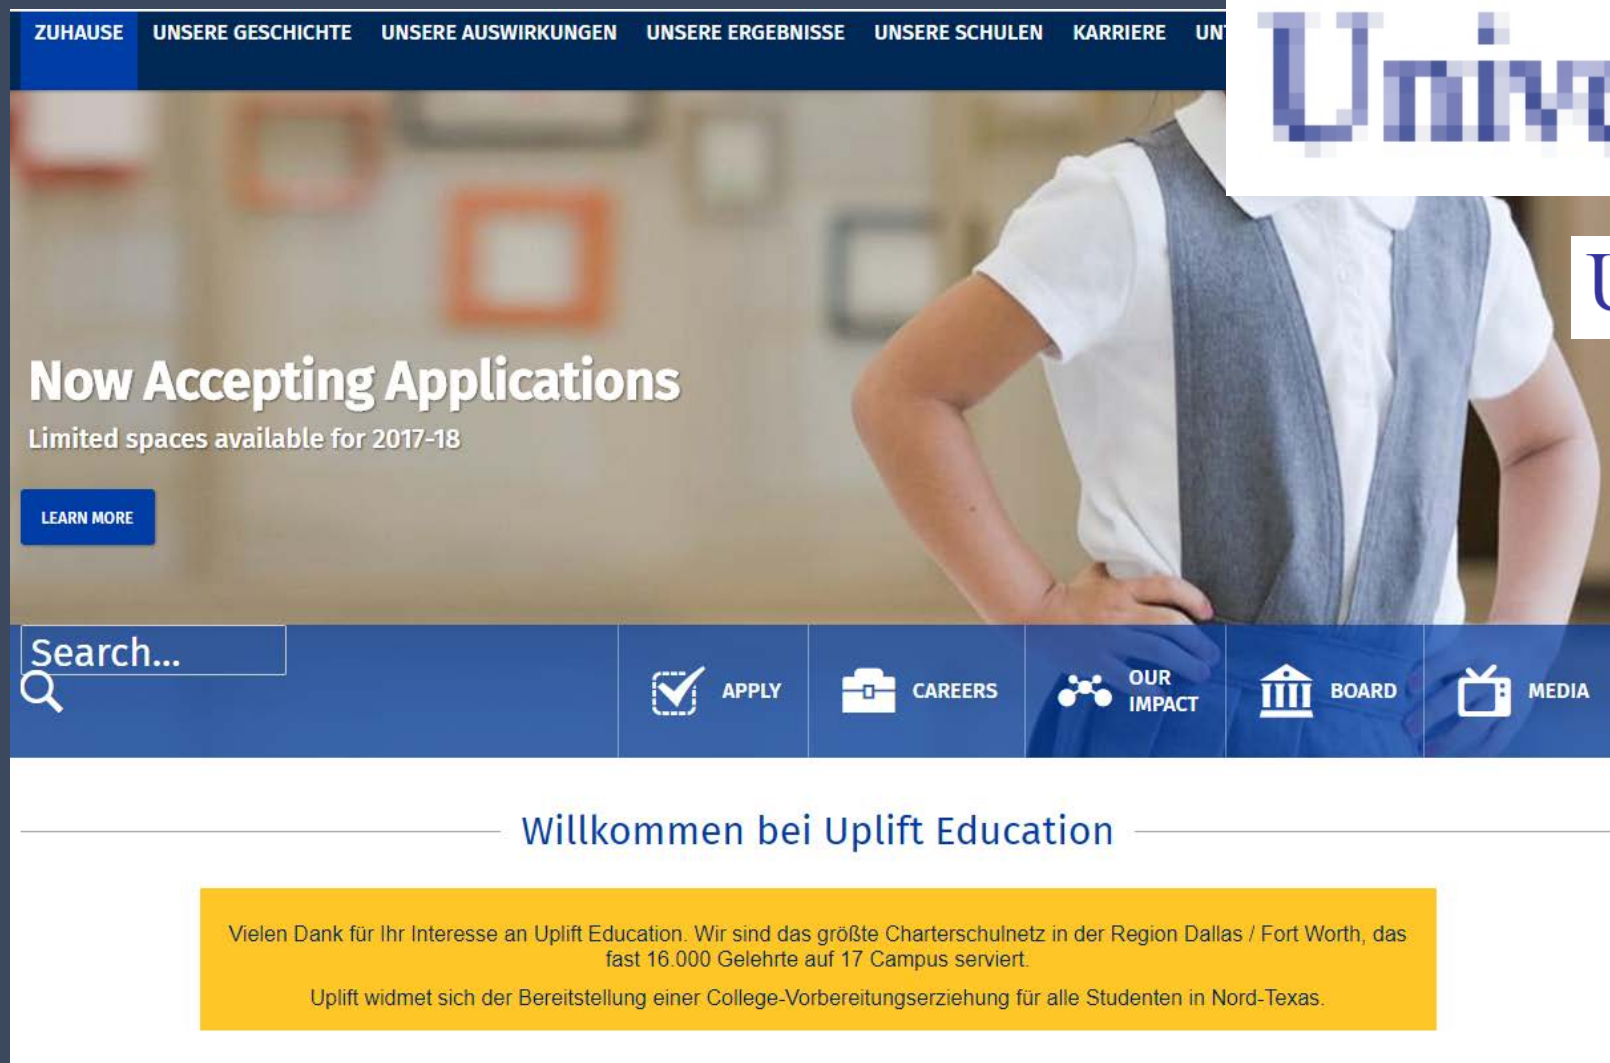 ZUHAUSE UNSERE GESCHICHTE UNSERE AUSWIRKUNGEN UNSERE ERGEBNISSE UNSERE SCHULEN KARRIERE
Now Accepting Applications
Limited spaces available for 2017-18
LEARN MORE
Search...
APPLY
CAREERS
OUR
IMPACT
BOARD
MEDIA
Willkommen bei Uplift Education
Vielen Dank für Ihr Interesse an Uplift Education. Wir sind das größte Charterschulnetz in der Region Dallas / Fort Worth, das
fast 16.000 Gelehrte auf 17 Campus serviert.
Uplift widmet sich der Bereitstellung einer College-Vorbereitungserziehung für alle Studenten in Nord-Texas.